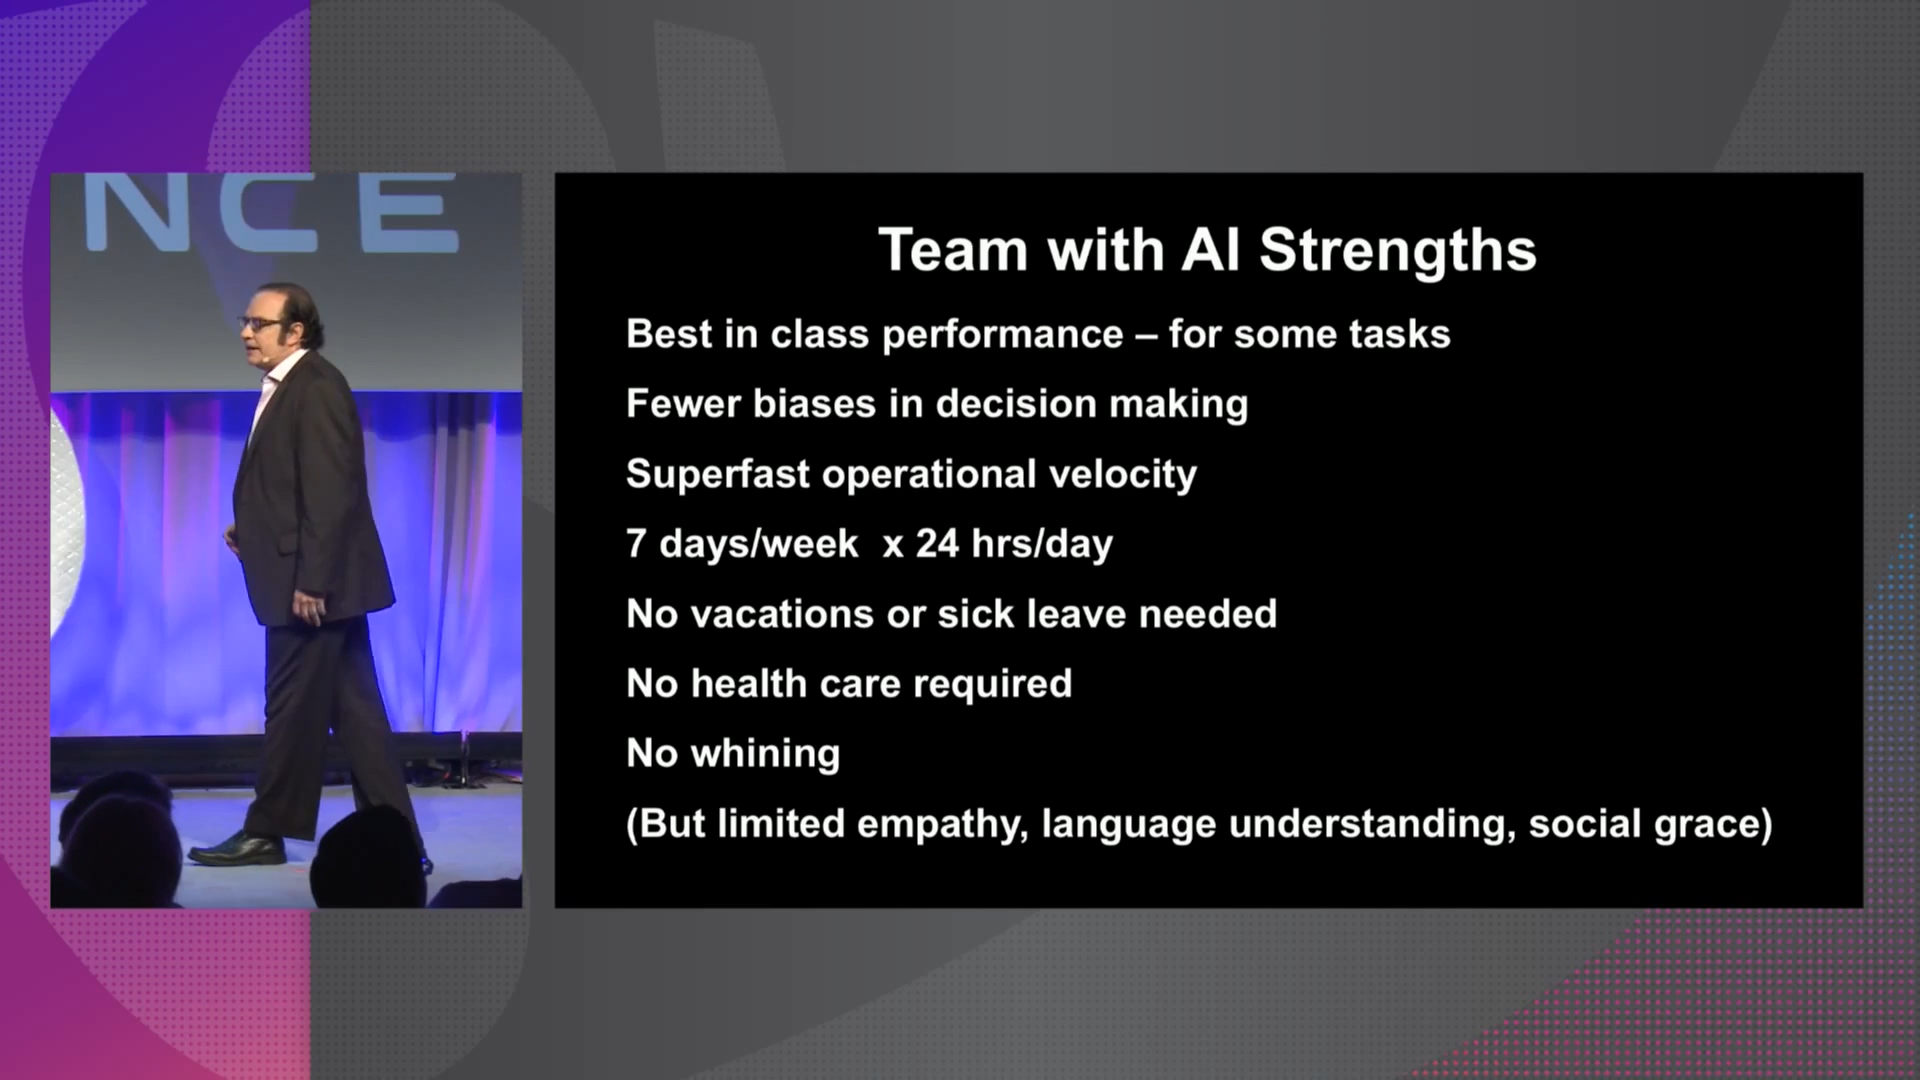 NCE
Team with AI Strengths
Best in class performance – for some tasks
Fewer biases in decision making
Superfast operational velocity
7 days/week  x 24 hrs/day
No vacations or sick leave needed
No health care required
No whining
(But limited empathy, language understanding, social grace)